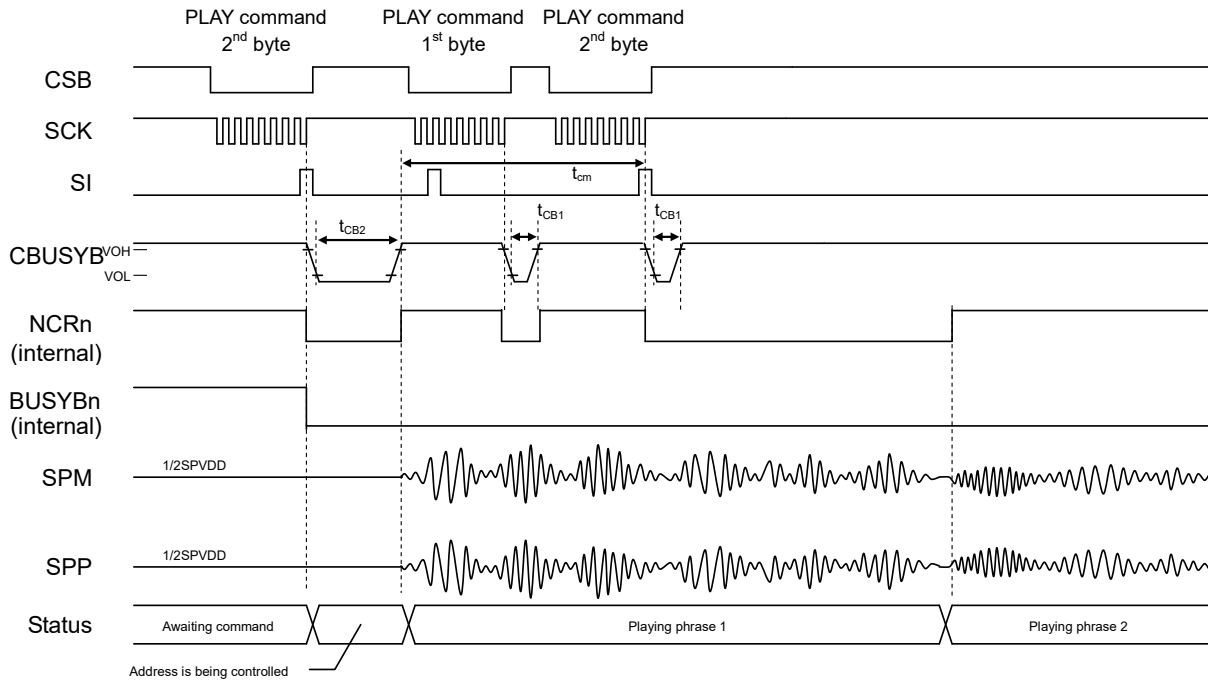 PLAY command
2nd byte
PLAY command
1st byte
PLAY command
2nd byte
CSB
SCK
SI
tcm
tCB2
tCB1
tCB1
CBUSYB
VOH
VOL
NCRn
(internal)
BUSYBn
(internal)
SPM
1/2SPVDD
SPP
1/2SPVDD
Status
Awaiting command
Playing phrase 1
Playing phrase 2
Address is being controlled